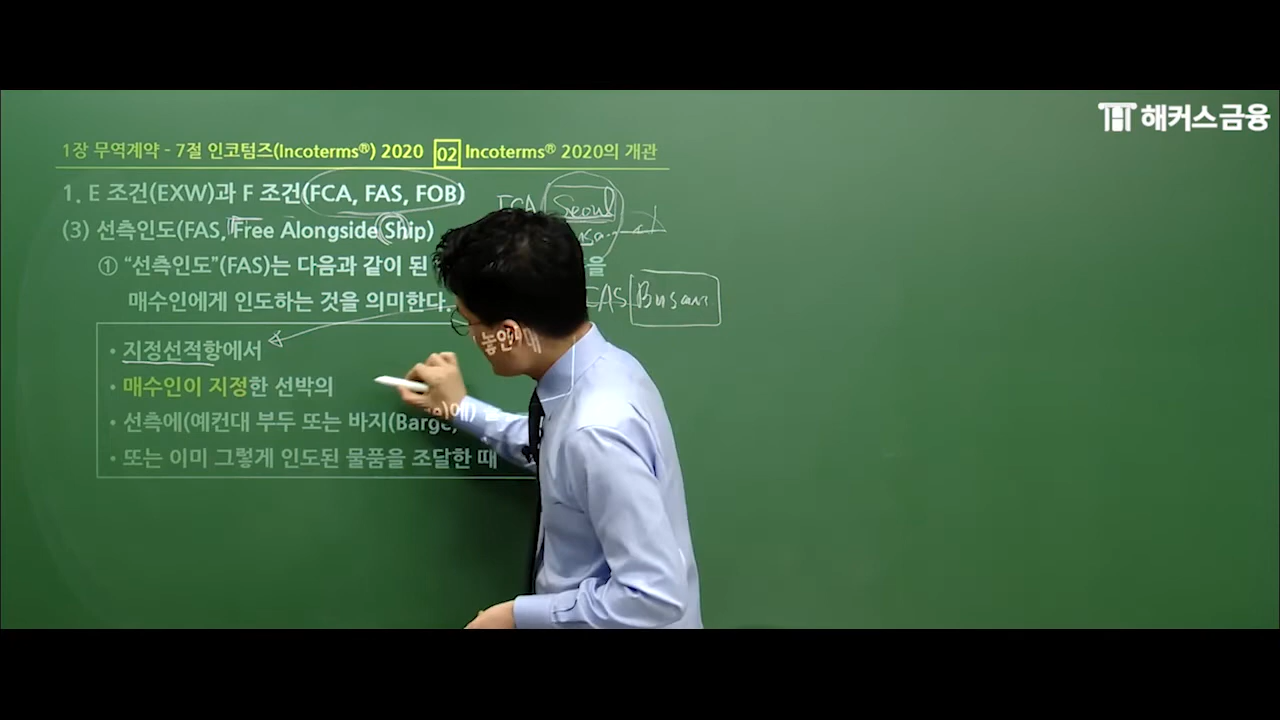 해커스금융
1장 무역계약 - 7절 인코텀즈(Incoterms®) 2020 02 Incoterms® 2020의 개관
1. E 조건(EXW)과 F 조건(FCA, FAS, FOB)
FCA Seoul
(3) 선측인도(FAS, Free Alongside Ship)
① “선측인도”(FAS)는 다음과 같이 된 을
매수인에게 인도하는 것을 의미한다.
Busan
• 지정선적항에서
• 매수인이 지정한 선박의
• 선측에(예컨대 부두 또는 바지(Barge)에) 놓인 때
• 또는 이미 그렇게 인도된 물품을 조달한 때